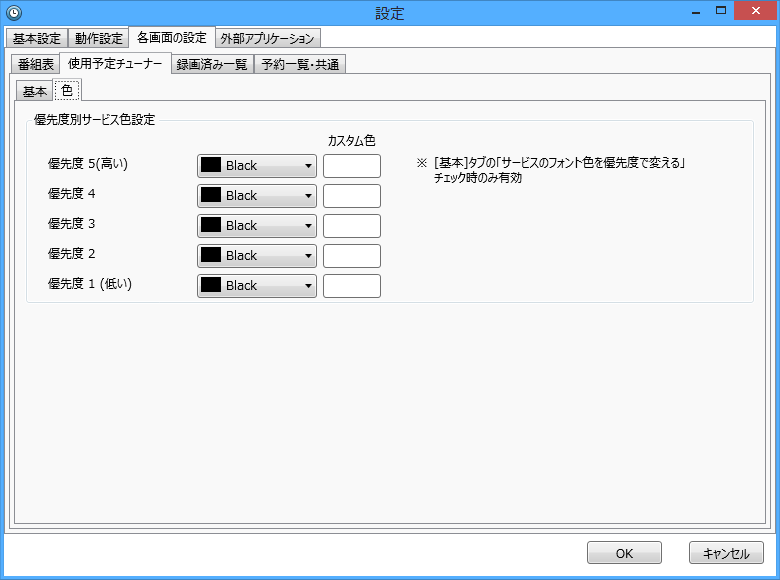 設定
基本設定 動作設定 各画面の設定 外部アプリケーション
番組表 使用予定チューナー 録画済み一覧 予約一覧・共通
基本 色
優先度別サービス色設定
カスタム色
優先度 5(高い) Black ※ [基本]タブの「サービスのフォント色を優先度で変える」
チェック時のみ有効
優先度 4 Black
優先度 3 Black
優先度 2 Black
優先度 1 (低い) Black
OK キャンセル